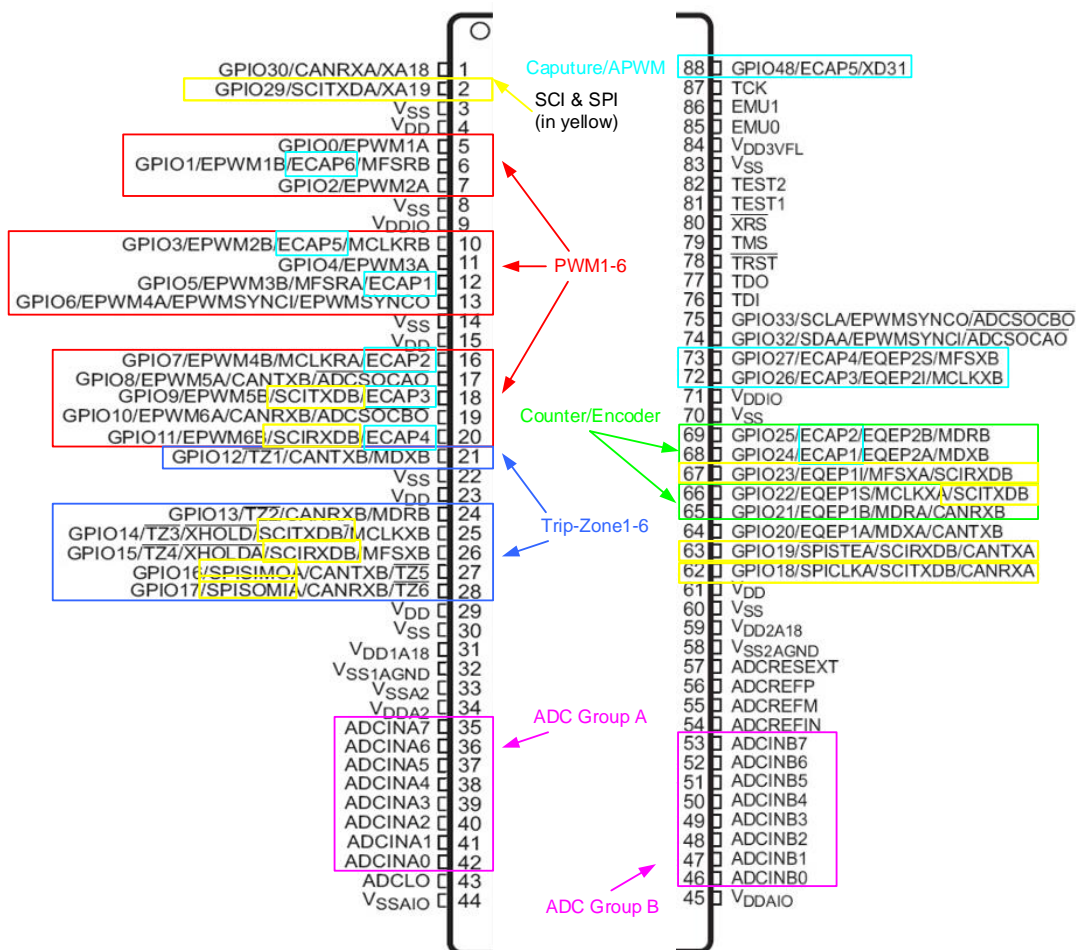 GPIO30/CANRXA/XA18 1
GPIO29/SCITXDA/XA19 2
VSS 3
VDD 4
GPIO0/EPWM1A 5
GPIO1/EPWM1B/ECAP6/MFSRB 6
GPIO2/EPWM2A 7
VSS 8
VDDIO 9
GPIO3/EPWM2B/ECAP5/MCLKRB 10
GPIO4/EPWM3A 11
GPIO5/EPWM3B/MFSRA/ECAP1 12
GPIO6/EPWM4A/EPWMSYNCI/EPWMSYNCO 13
VSS 14
VDD 15
GPIO7/EPWM4B/MCLKRA/ECAP2 16
GPIO8/EPWM5A/CANTXB/ADCSOCAO 17
GPIO9/EPWM5B/SCITXDB/ECAP3 18
GPIO10/EPWM6A/CANRXB/ADCSOCBO 19
GPIO11/EPWM6B/SCIRXDB/ECAP4 20
GPIO12/TZ1/CANTXB/MDXB 21
VSS 22
VDD 23
GPIO13/TZ2/CANRXB/MDRB 24
GPIO14/TZ3/XHOLD/SCITXDB/MCLKXB 25
GPIO15/TZ4/XHOLDA/SCIRXDB/MFSXB 26
GPIO16/SPISIMOA/CANTXB/TZ5 27
GPIO17/SPISOMIA/CANRXB/TZ6 28
VDD 29
VSS 30
VDD1A18 31
VSS1AGND 32
VSSA2 33
VDDA2 34
ADCINA7 35
ADCINA6 36
ADCINA5 37
ADCINA4 38
ADCINA3 39
ADCINA2 40
ADCINA1 41
ADCINA0 42
ADCLO 43
VSSAIO 44
Caputure/APWM
SCI & SPI
(in yellow)
PWM1-6
Counter/Encoder
Trip-Zone1-6
ADC Group A
ADC Group B
88 GPIO48/ECAP5/XD31
87 TCK
86 EMU1
85 EMU0
84 VDD3VFL
83 VSS
82 TEST2
81 TEST1
80 XRS
79 TMS
78 TRST
77 TDO
76 TDI
75 GPIO33/SCLA/EPWMSYNCO/ADCSOCBO
74 GPIO32/SDAA/EPWMSYNCI/ADCSOCAO
73 GPIO27/ECAP4/EQEP2S/MFSXB
72 GPIO26/ECAP3/EQEP2I/MCLKXB
71 VDDIO
70 VSS
69 GPIO25/ECAP2/EQEP2B/MDRB
68 GPIO24/ECAP1/EQEP2A/MDXB
67 GPIO23/EQEP1I/MFSXA/SCIRXDB
66 GPIO22/EQEP1S/MCLKXA/SCITXDB
65 GPIO21/EQEP1B/MDRA/CANRXB
64 GPIO20/EQEP1A/MDXA/CANTXB
63 GPIO19/SPISTEA/SCIRXDB/CANTXA
62 GPIO18/SPICLKA/SCITXDB/CANRXA
61 VDD
60 VSS
59 VDD2A18
58 VSS2AGND
57 ADCRESEXT
56 ADCREFP
55 ADCREFM
54 ADCREFIN
53 ADCINB7
52 ADCINB6
51 ADCINB5
50 ADCINB4
49 ADCINB3
48 ADCINB2
47 ADCINB1
46 ADCINB0
45 VDDAIO